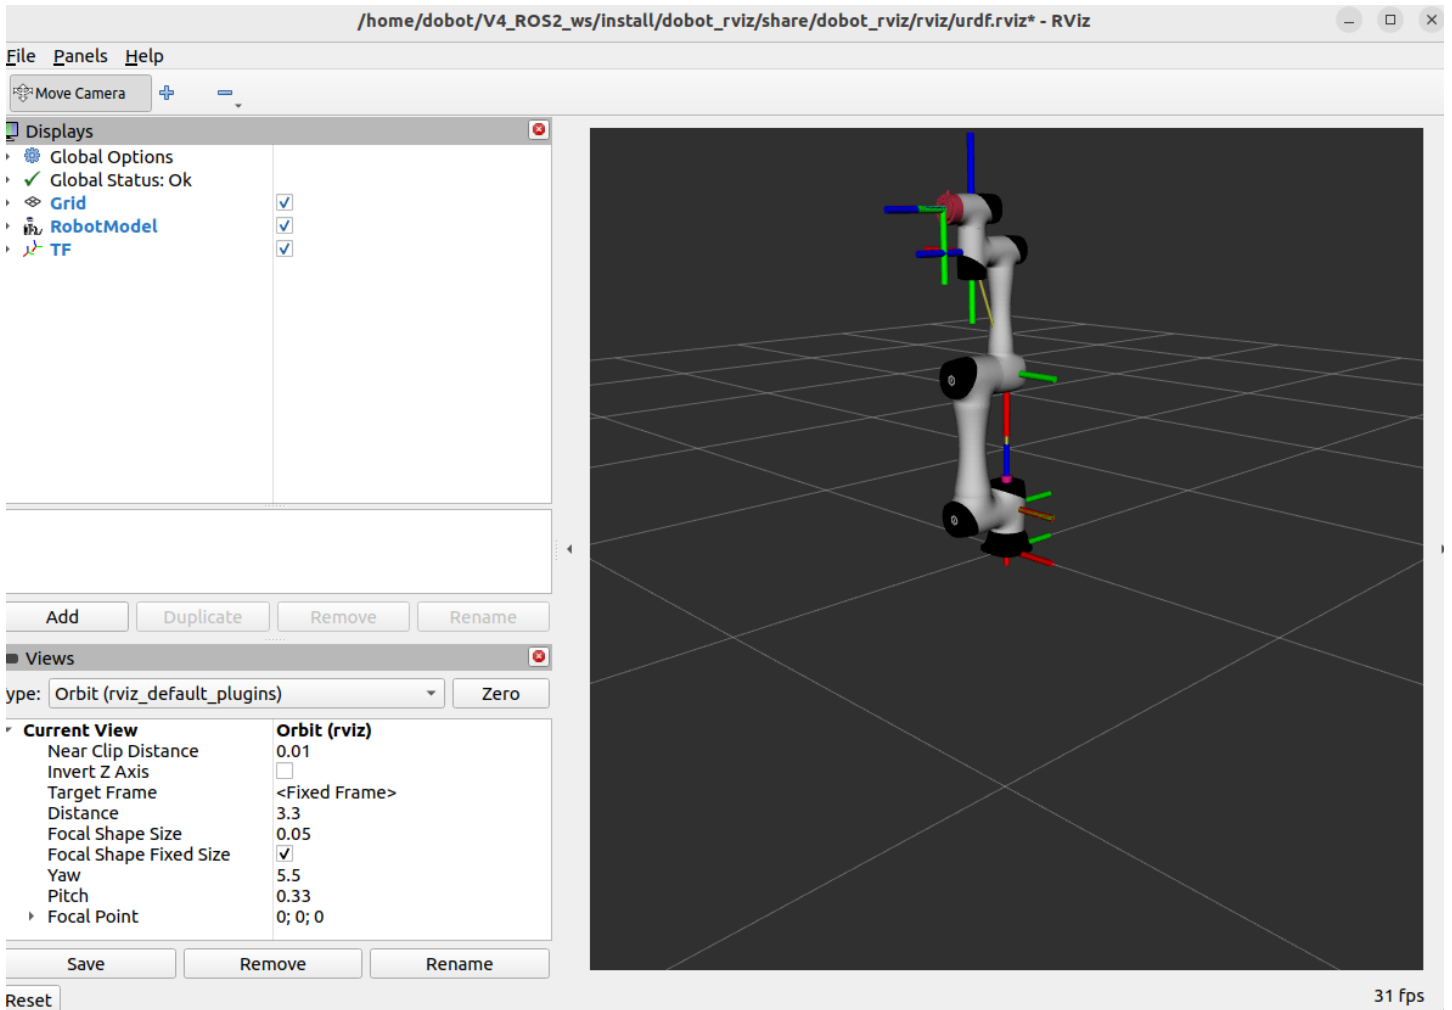 /home/dobot/V4_ROS2_ws/install/dobot_rviz/share/dobot_rviz/rviz/urdf.rviz* - RViz
File Panels Help
Move Camera
Displays
Global Options
Global Status: Ok
Grid
RobotModel
TF
Add Duplicate Remove Rename
Views
ype: Orbit (rviz_default_plugins) Zero
Current View Orbit (rviz)
Near Clip Distance 0.01
Invert Z Axis
Target Frame <Fixed Frame>
Distance 3.3
Focal Shape Size 0.05
Focal Shape Fixed Size
Yaw 5.5
Pitch 0.33
Focal Point 0; 0; 0
Save Remove Rename
Reset 31 fps